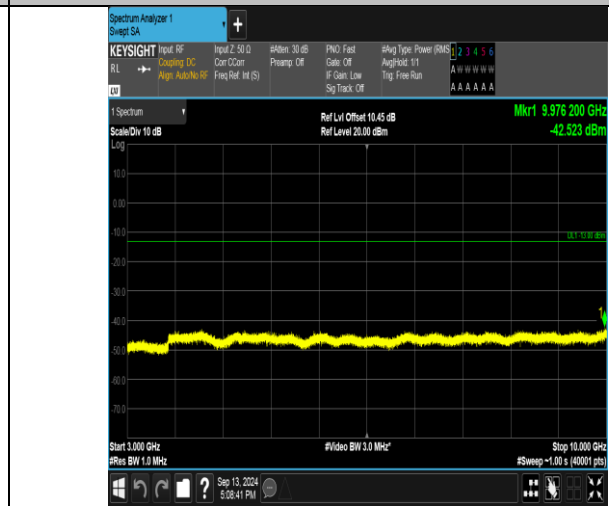 Spectrum Analyzer 1
Swept SA
+
KEYSIGHT Input: RF Input Z: 50 Ω #Atten: 30 dB PNO: Fast #Avg Type: Power (RMS 1 2 3 4 5 6
RL Coupling: DC Corr CCorr Preamp: Off Gate: Off Avg|Hold: 1/1 A W W W W W
Align: Auto/No RF Freq Ref: Int (S) IF Gain: Low Trig: Free Run
Sig Track: Off A A A A A A
1 Spectrum Ref Lvl Offset 10.45 dB Mkr1 9.976 200 GHz
Scale/Div 10 dB Ref Level 20.00 dBm -42.523 dBm
Log
10.0
0.00
-10.0
DL1 -13.00 dBm
-20.0
-30.0
-40.0
1
-50.0
-60.0
-70.0
Start 3.000 GHz #Video BW 3.0 MHz* Stop 10.000 GHz
#Res BW 1.0 MHz #Sweep ~1.00 s (40001 pts)
? Sep 13, 2024
5:08:41 PM